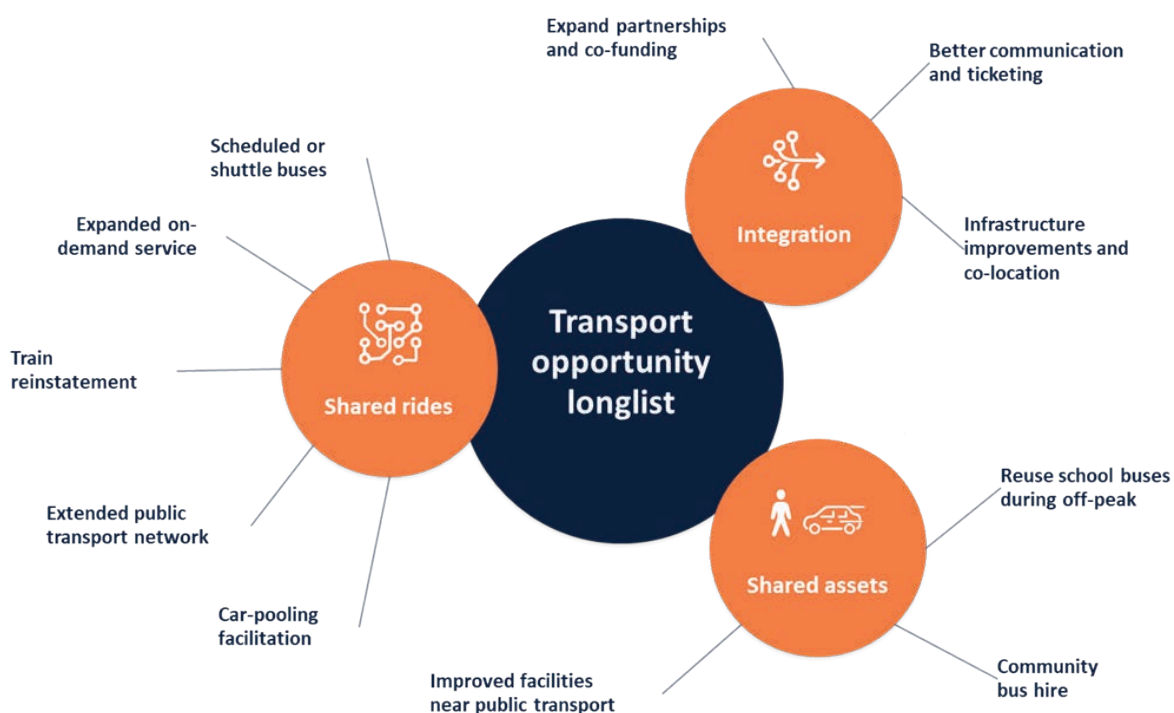 Transport
opportunity
longlist
Shared rides
Scheduled or
shuttle buses
Expanded on-
demand service
Train
reinstatement
Extended public
transport network
Car-pooling
facilitation
Integration
Expand partnerships
and co-funding
Better communication
and ticketing
Infrastructure
improvements and
co-location
Shared assets
Reuse school buses
during off-peak
Community
bus hire
Improved facilities
near public transport